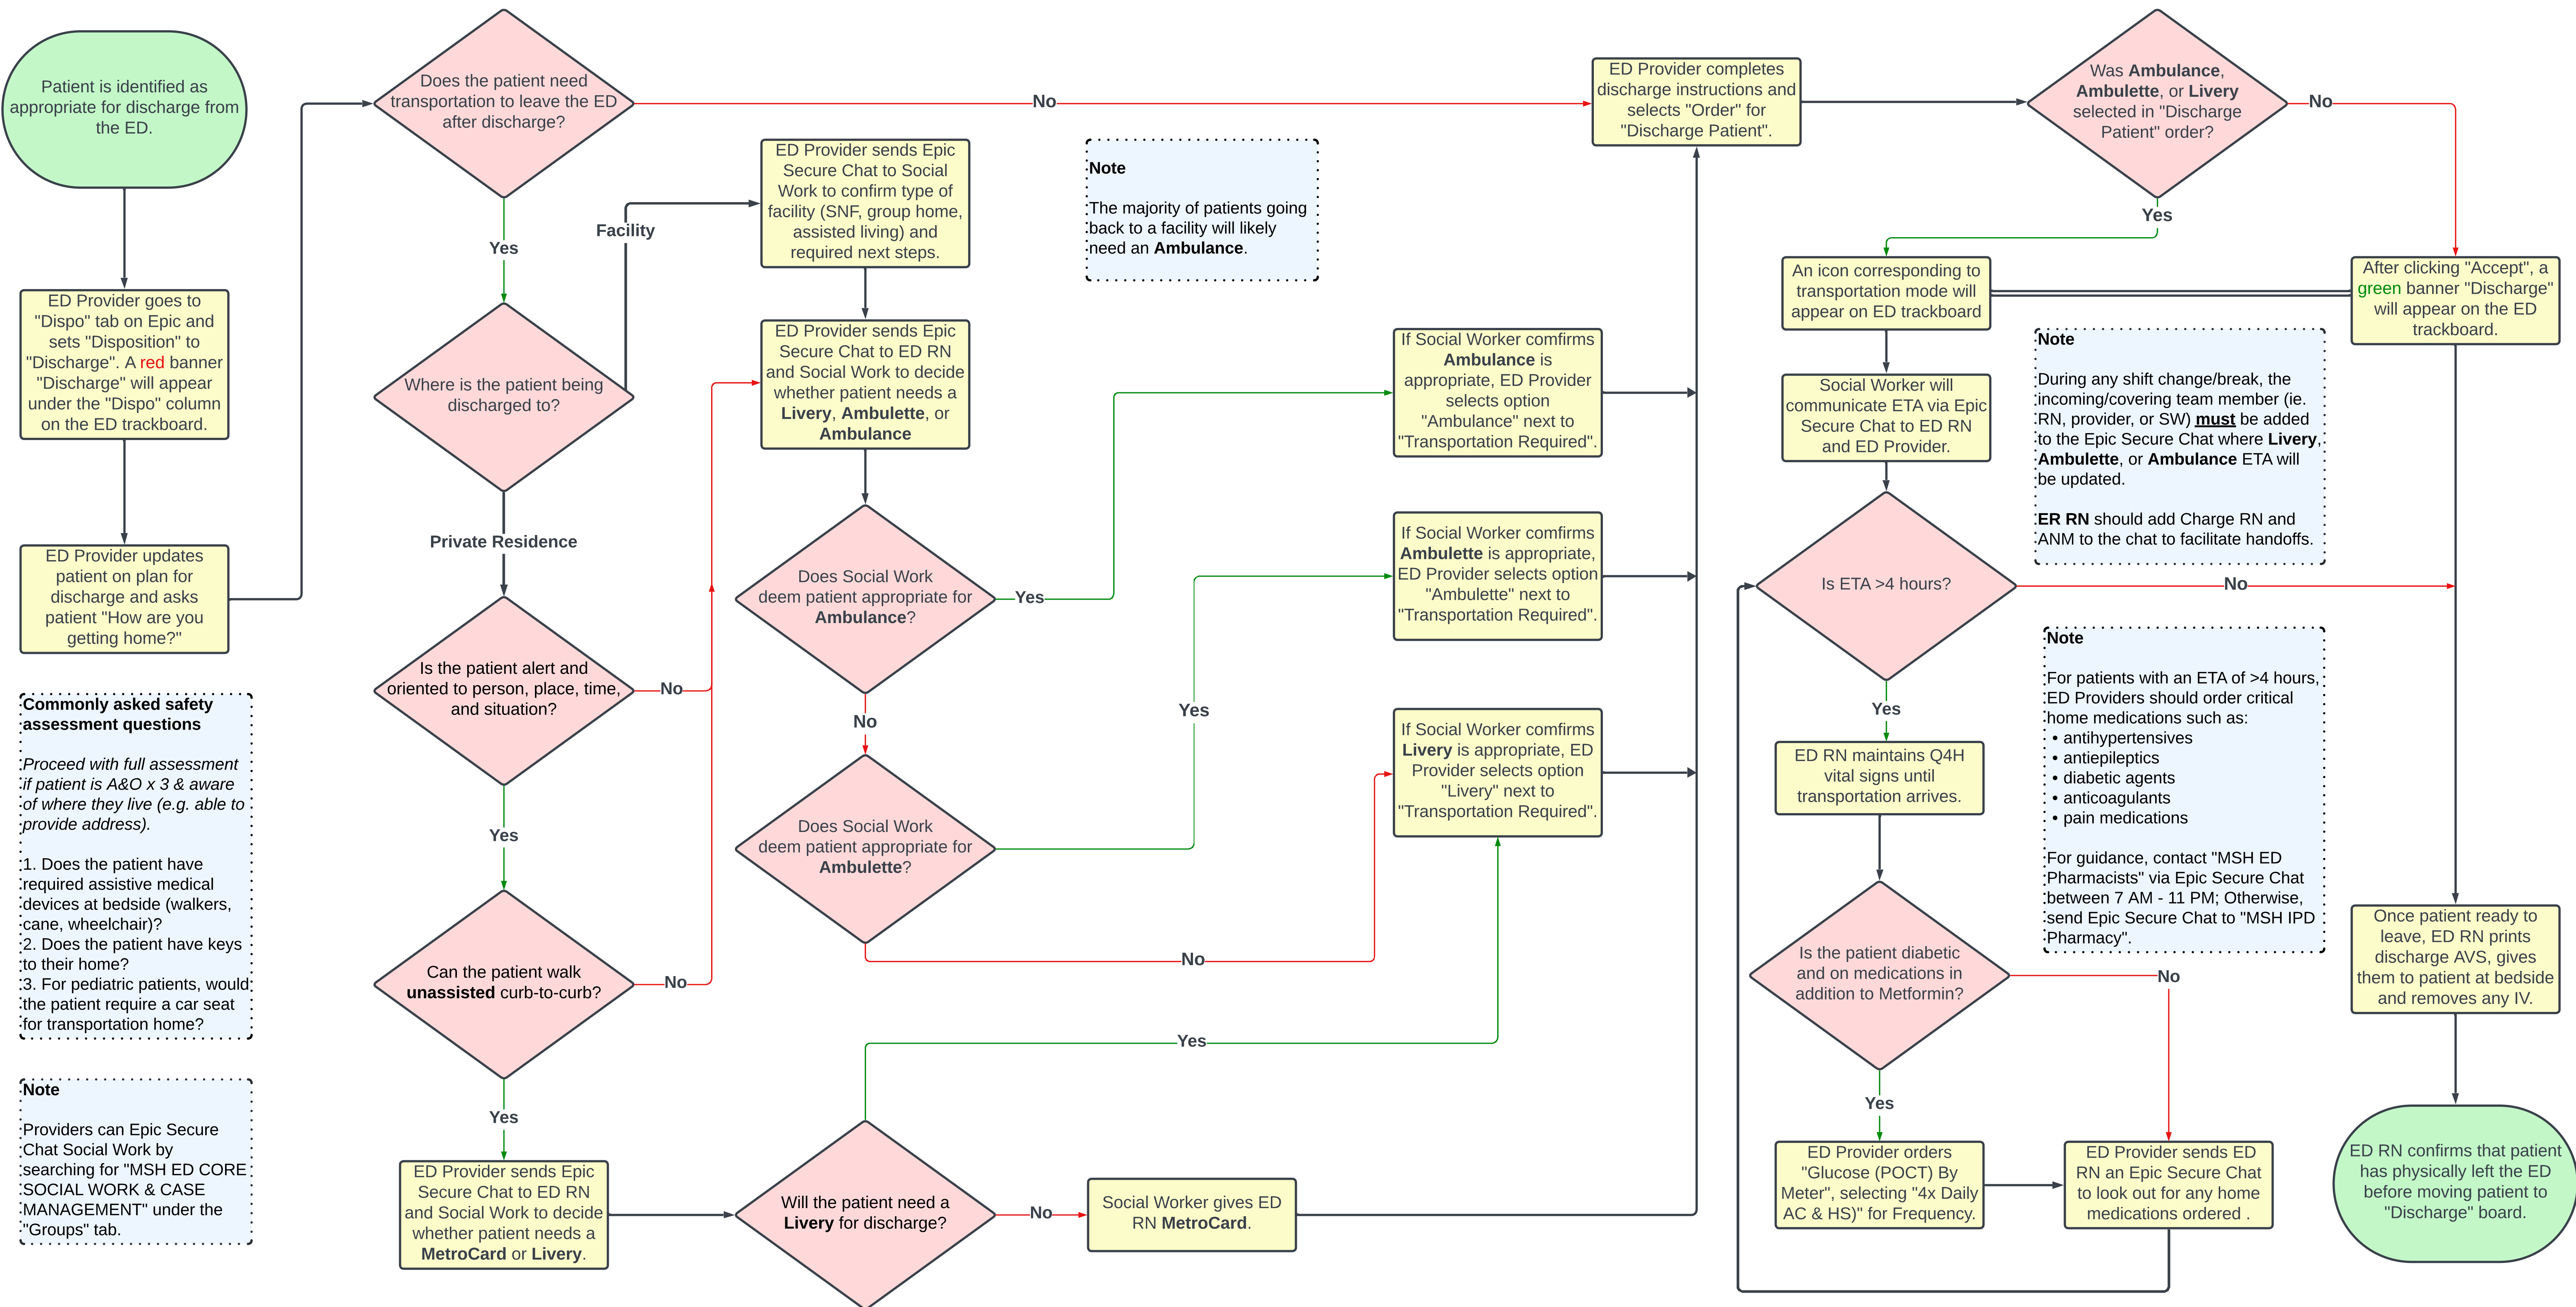 Patient is identified as
appropriate for discharge from
the ED.
ED Provider goes to
"Dispo" tab on Epic and
sets "Disposition" to
"Discharge". A red banner
"Discharge" will appear
under the "Dispo" column
on the ED trackboard.
ED Provider updates
patient on plan for
discharge and asks
patient "How are you
getting home?"
Commonly asked safety
assessment questions
Proceed with full assessment
if patient is A&O x 3 & aware
of where they live (e.g. able to
provide address).
1. Does the patient have
required assistive medical
devices at bedside (walkers,
cane, wheelchair)?
2. Does the patient have keys
to their home?
3. For pediatric patients, would
the patient require a car seat
for transportation home?
Note
Providers can Epic Secure
Chat Social Work by
searching for "MSH ED CORE
SOCIAL WORK & CASE
MANAGEMENT" under the
"Groups" tab.
Does the patient need
transportation to leave the ED
after discharge?
No
Yes
Where is the patient being
discharged to?
Facility
Private Residence
Is the patient alert and
oriented to person, place, time,
and situation?
No
Yes
Can the patient walk
unassisted curb-to-curb?
No
Yes
ED Provider sends Epic
Secure Chat to ED RN
and Social Work to decide
whether patient needs a
MetroCard or Livery.
ED Provider sends Epic
Secure Chat to Social
Work to confirm type of
facility (SNF, group home,
assisted living) and
required next steps.
ED Provider sends Epic
Secure Chat to ED RN
and Social Work to decide
whether patient needs a
Livery, Ambulette, or
Ambulance
Does Social Work
deem patient appropriate for
Ambulance?
Yes
No
Does Social Work
deem patient appropriate for
Ambulette?
Yes
No
Will the patient need a
Livery for discharge?
Yes
No
Social Worker gives ED
RN MetroCard.
Note
The majority of patients going
back to a facility will likely
need an Ambulance.
If Social Worker comfirms
Ambulance is
appropriate, ED Provider
selects option
"Ambulance" next to
"Transportation Required".
If Social Worker comfirms
Ambulette is appropriate,
ED Provider selects option
"Ambulette" next to
"Transportation Required".
If Social Worker comfirms
Livery is appropriate, ED
Provider selects option
"Livery" next to
"Transportation Required".
ED Provider completes
discharge instructions and
selects "Order" for
"Discharge Patient".
Was Ambulance,
Ambulette, or Livery
selected in "Discharge
Patient" order?
No
Yes
An icon corresponding to
transportation mode will
appear on ED trackboard
After clicking "Accept", a
green banner "Discharge"
will appear on the ED
trackboard.
Social Worker will
communicate ETA via Epic
Secure Chat to ED RN
and ED Provider.
Note
During any shift change/break, the
incoming/covering team member (ie.
RN, provider, or SW) must be added
to the Epic Secure Chat where Livery,
Ambulette, or Ambulance ETA will
be updated.
ER RN should add Charge RN and
ANM to the chat to facilitate handoffs.
Is ETA >4 hours?
No
Yes
ED RN maintains Q4H
vital signs until
transportation arrives.
Note
For patients with an ETA of >4 hours,
ED Providers should order critical
home medications such as:
• antihypertensives
• antiepileptics
• diabetic agents
• anticoagulants
• pain medications
For guidance, contact "MSH ED
Pharmacists" via Epic Secure Chat
between 7 AM - 11 PM; Otherwise,
send Epic Secure Chat to "MSH IPD
Pharmacy".
Is the patient diabetic
and on medications in
addition to Metformin?
No
Yes
ED Provider orders
"Glucose (POCT) By
Meter", selecting "4x Daily
AC & HS)" for Frequency.
ED Provider sends ED
RN an Epic Secure Chat
to look out for any home
medications ordered .
Once patient ready to
leave, ED RN prints
discharge AVS, gives
them to patient at bedside
and removes any IV.
ED RN confirms that patient
has physically left the ED
before moving patient to
"Discharge" board.